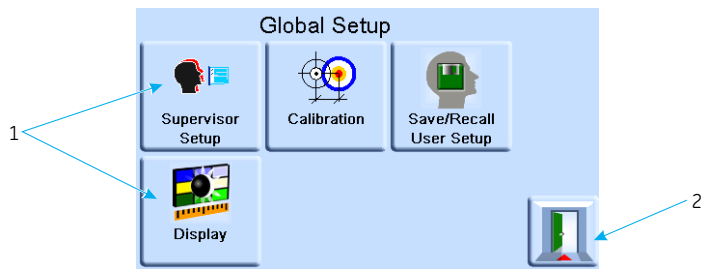 Global Setup
Supervisor
Setup
Calibration
Save/Recall
User Setup
1
Display
2